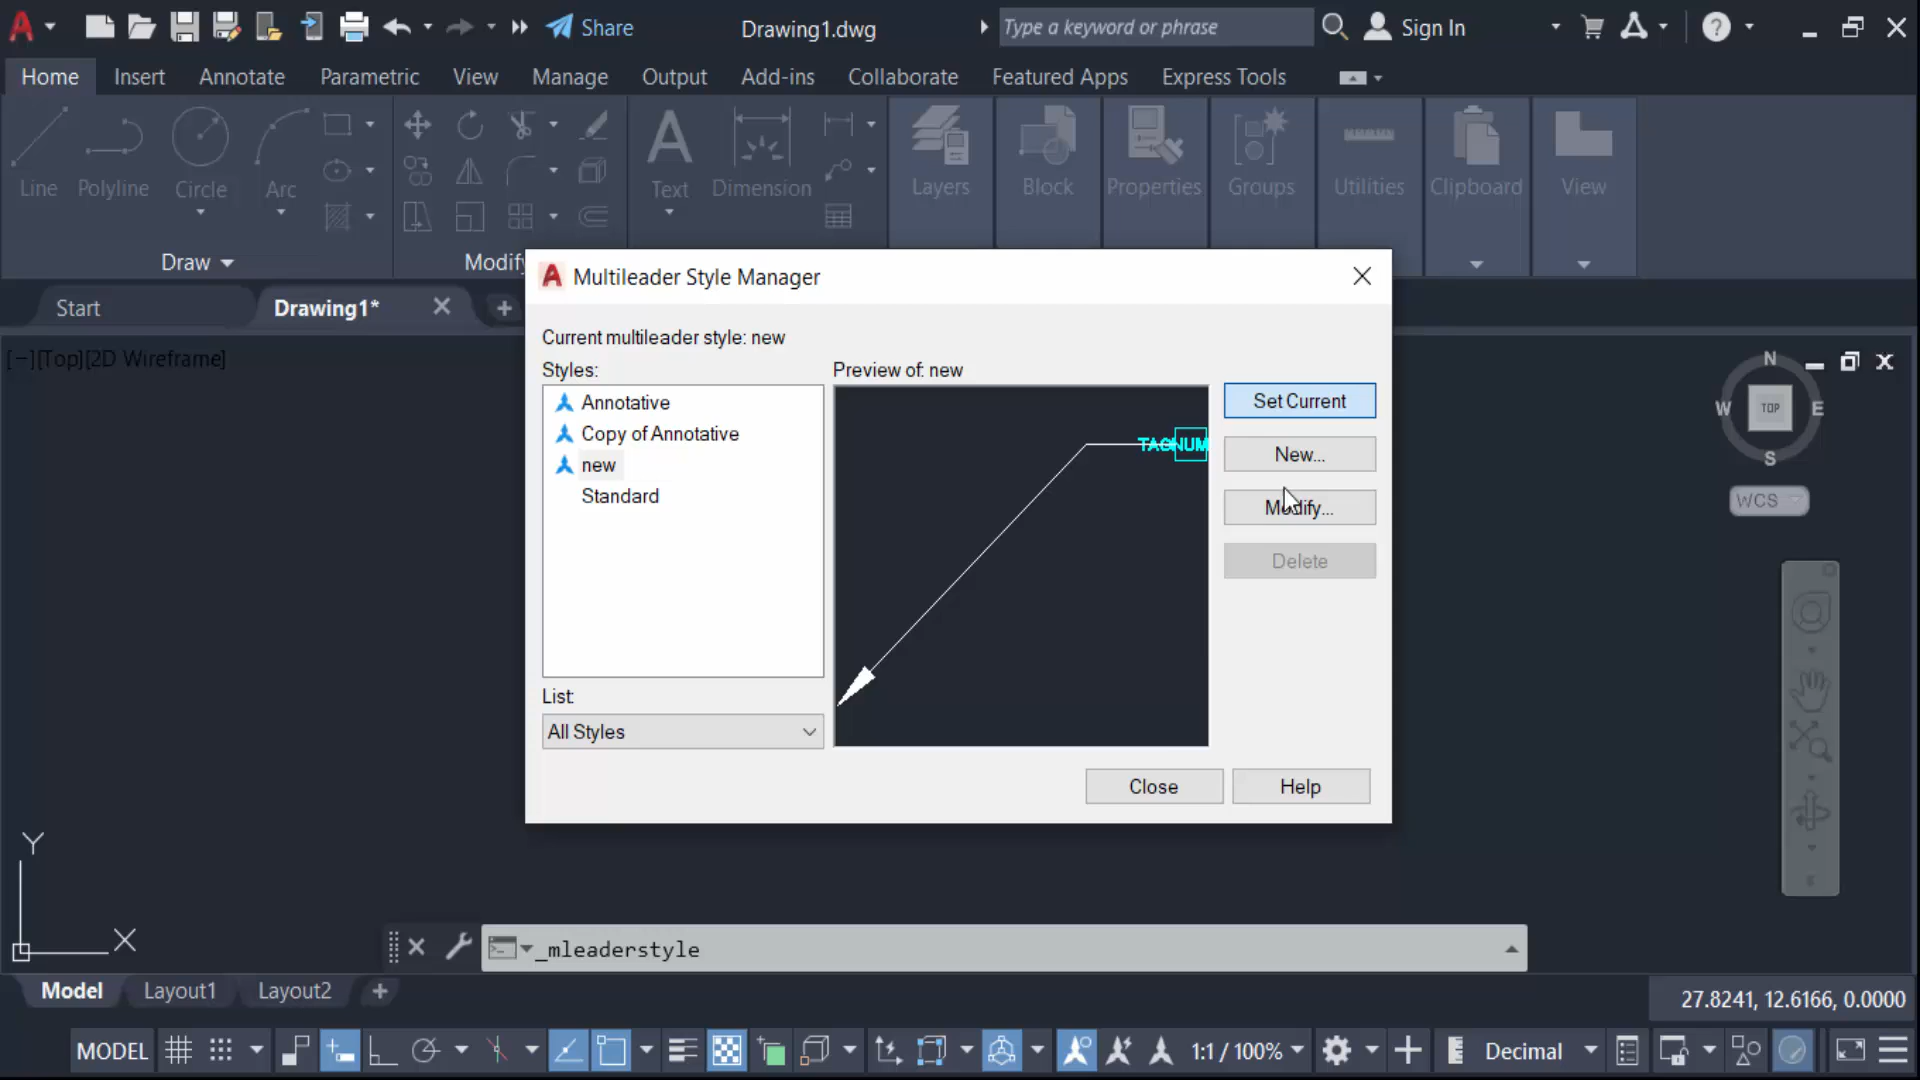 Share
Drawing1.dwg
Type a keyword or phrase
Sign In
Home
Insert
Annotate
Parametric
View
Manage
Output
Add-ins
Collaborate
Featured Apps
Express Tools
Line
Polyline
Circle
Arc
Text
Dimension
Layers
Block
Properties
Groups
Utilities
Clipboard
View
Draw
Modify
Start
Drawing1*
[−][Top][2D Wireframe]
Multileader Style Manager
Current multileader style: new
Styles:
Preview of: new
Annotative
Copy of Annotative
new
Standard
TAGNUM
Set Current
New...
Modify...
Delete
List:
All Styles
Close
Help
N
W
TOP
E
S
WCS
Y
X
_mleaderstyle
Model
Layout1
Layout2
27.8241, 12.6166, 0.0000
MODEL
1:1 / 100%
Decimal